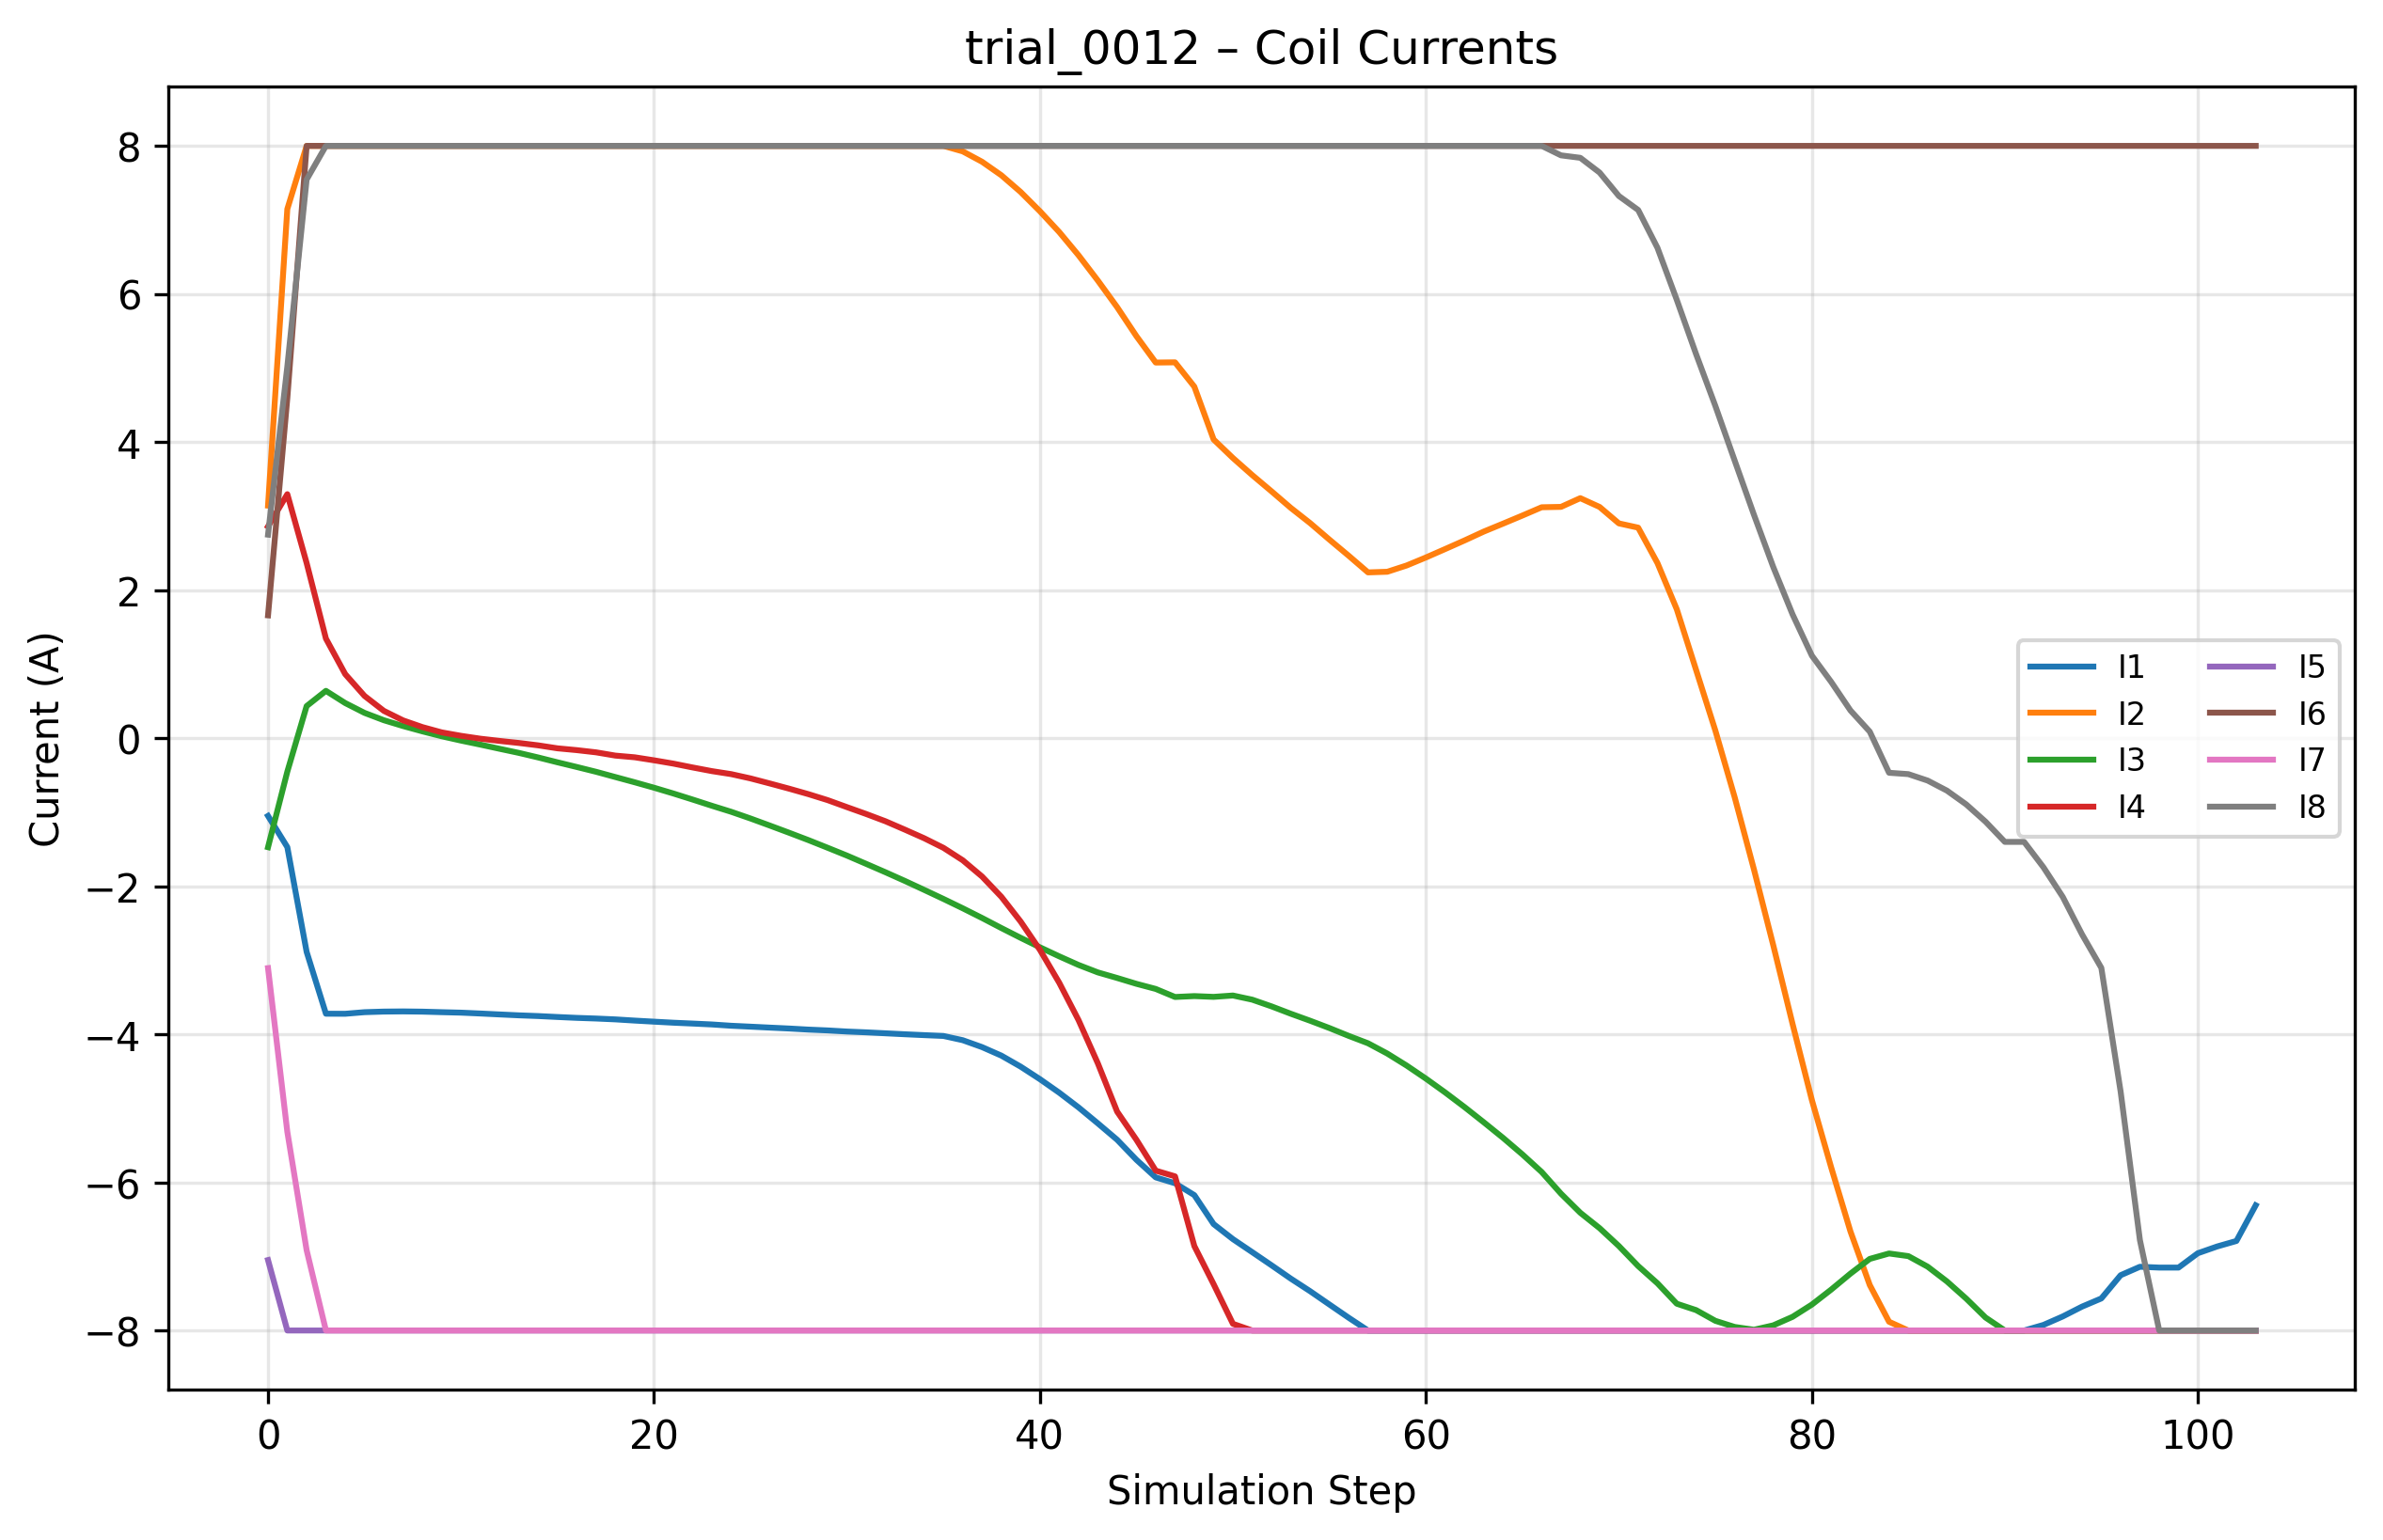 trial_0012 – Coil Currents
Current (A)
8
6
4
2
0
−2
−4
−6
−8
I1
I2
I3
I4
I5
I6
I7
I8
0
20
40
60
80
100
Simulation Step